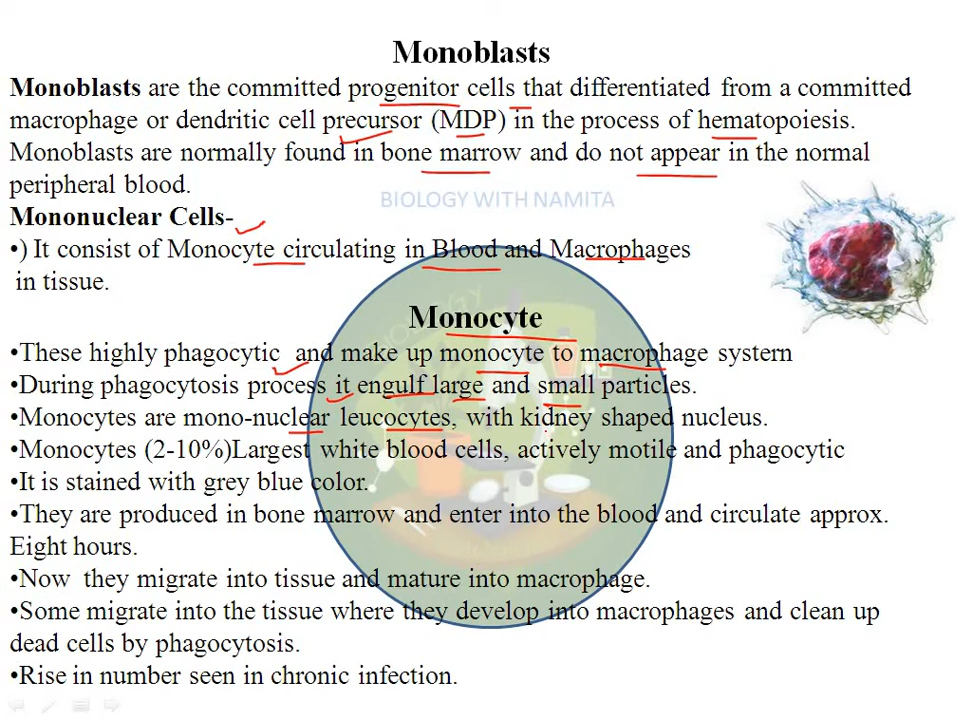 Monoblasts
Monoblasts are the committed progenitor cells that differentiated from a committed
macrophage or dendritic cell precursor (MDP) in the process of hematopoiesis.
Monoblasts are normally found in bone marrow and do not appear in the normal
peripheral blood.
BIOLOGY WITH NAMITA
Mononuclear Cells-
•) It consist of Monocyte circulating in Blood and Macrophages
in tissue.
Monocyte
•These highly phagocytic and make up monocyte to macrophage systern
•During phagocytosis process it engulf large and small particles.
•Monocytes are mono-nuclear leucocytes, with kidney shaped nucleus.
•Monocytes (2-10%)Largest white blood cells, actively motile and phagocytic
•It is stained with grey blue color.
•They are produced in bone marrow and enter into the blood and circulate approx.
Eight hours.
•Now they migrate into tissue and mature into macrophage.
•Some migrate into the tissue where they develop into macrophages and clean up
dead cells by phagocytosis.
•Rise in number seen in chronic infection.